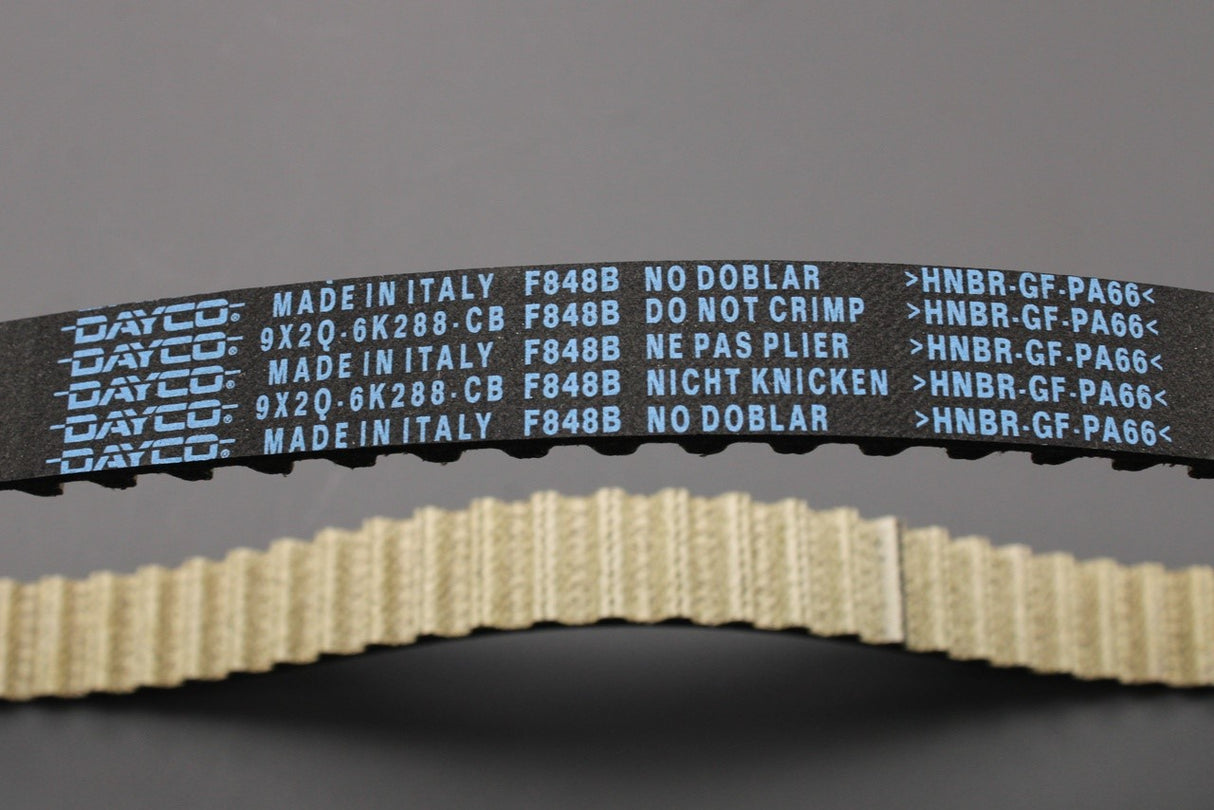 DAYCO® MADE IN ITALY F848B NO DOBLAR >HNBR-GF-PA66<
DAYCO® 9X2Q-6K288-CB F848B DO NOT CRIMP >HNBR-GF-PA66<
DAYCO® MADE IN ITALY F848B NE PAS PLIER >HNBR-GF-PA66<
DAYCO® 9X2Q-6K288-CB F848B NICHT KNICKEN >HNBR-GF-PA66<
DAYCO® MADE IN ITALY F848B NO DOBLAR >HNBR-GF-PA66<